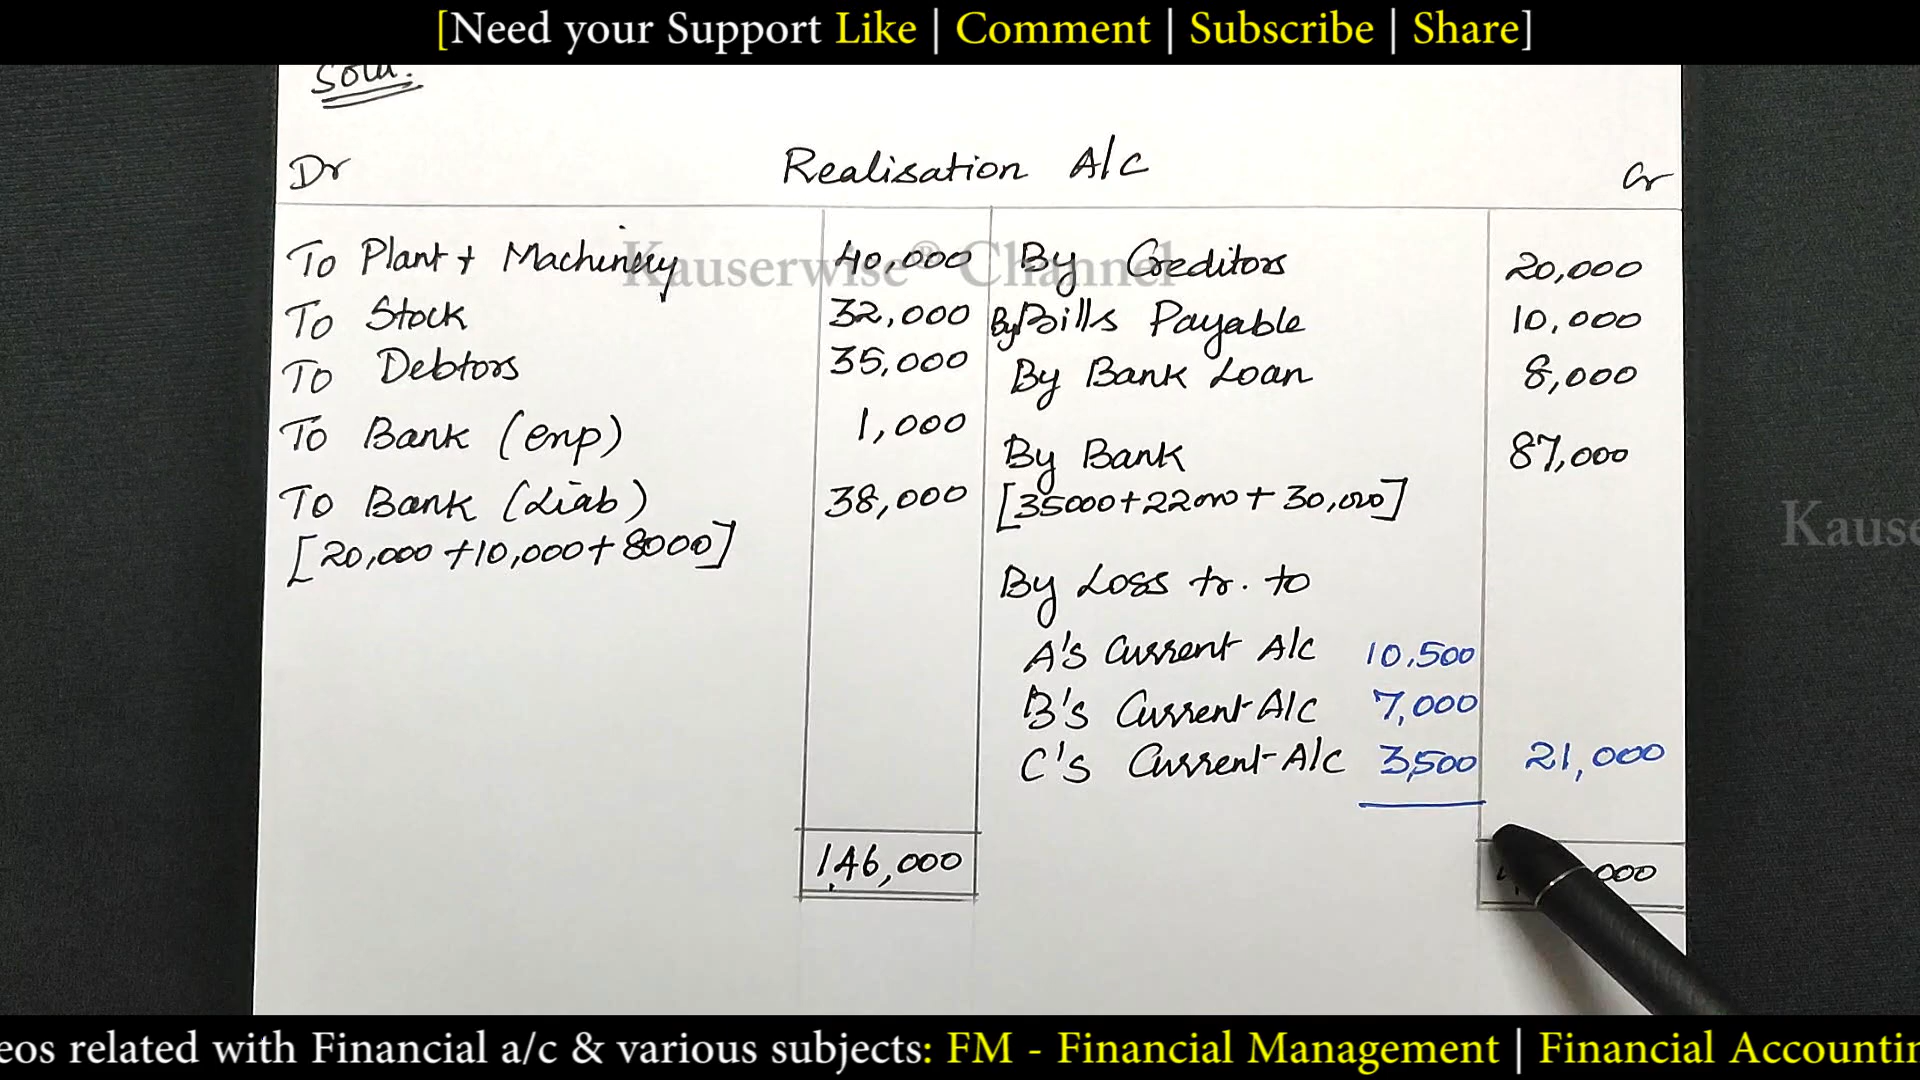 [Need your Support Like | Comment | Subscribe | Share]
Soln.
Dr Realisation A/c Cr
Kauserwise® Channel
To Plant + Machinery 40,000 By Creditors 20,000
To Stock 32,000 By Bills Payable 10,000
To Debtors 35,000 By Bank Loan 8,000
To Bank (exp) 1,000 By Bank 87,000
To Bank (Liab) 38,000 [35000+22000+30,000]
[20,000+10,000+8000]
By Loss tr. to
A's Current A/c 10,500
B's Current A/c 7,000
C's Current A/c 3,500 21,000
1,46,000 000
Kause
eos related with Financial a/c & various subjects: FM - Financial Management | Financial Accountin